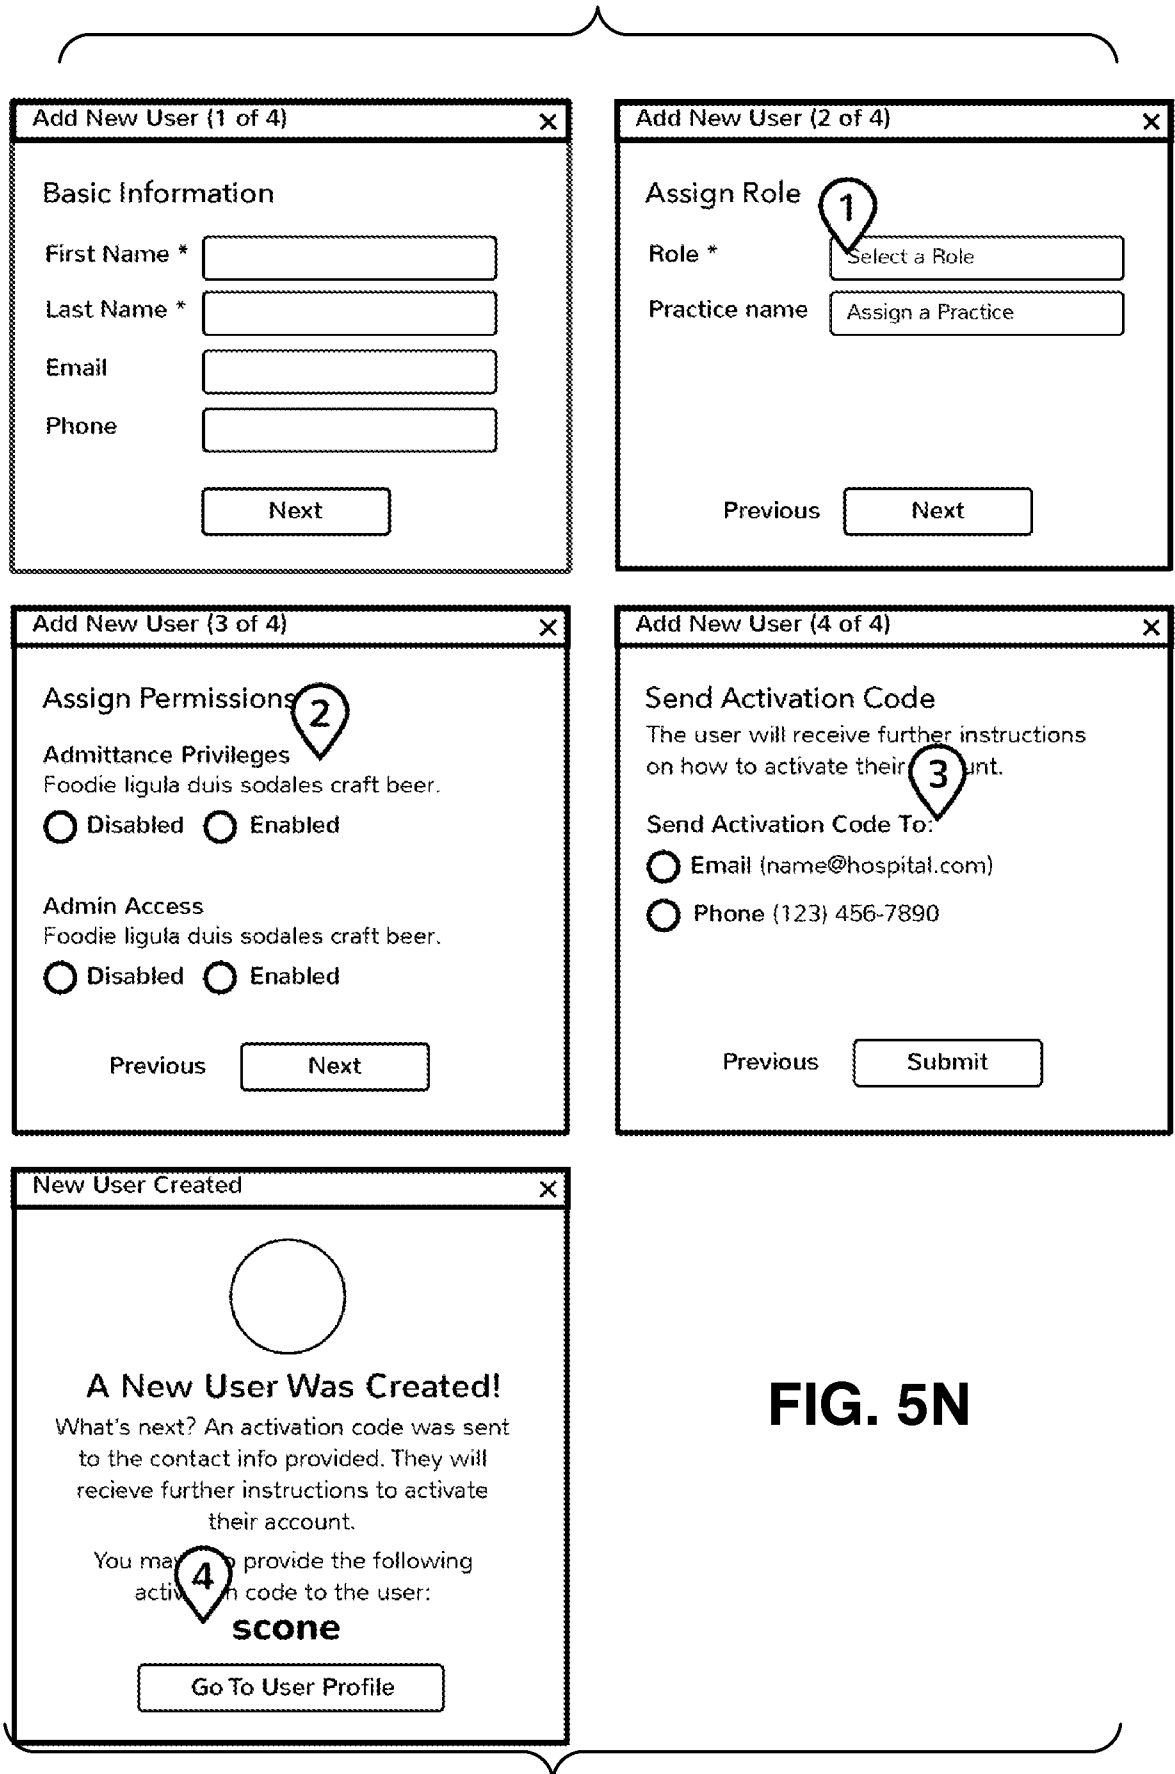 Add New User (1 of 4)
Basic Information
First Name *
Last Name *
Email
Phone
Next
Add New User (2 of 4)
Assign Role
1
Role *
Select a Role
Practice name
Assign a Practice
Previous
Next
Add New User (3 of 4)
Assign Permissions
2
Admittance Privileges
Foodie ligula duis sodales craft beer.
Disabled
Enabled
Admin Access
Foodie ligula duis sodales craft beer.
Disabled
Enabled
Previous
Next
Add New User (4 of 4)
Send Activation Code
The user will receive further instructions
on how to activate their unt.
3
Send Activation Code To:
Email (name@hospital.com)
Phone (123) 456-7890
Previous
Submit
New User Created
A New User Was Created!
What's next? An activation code was sent
to the contact info provided. They will
recieve further instructions to activate
their account.
You may provide the following
4
code to the user:
scone
Go To User Profile
FIG. 5N